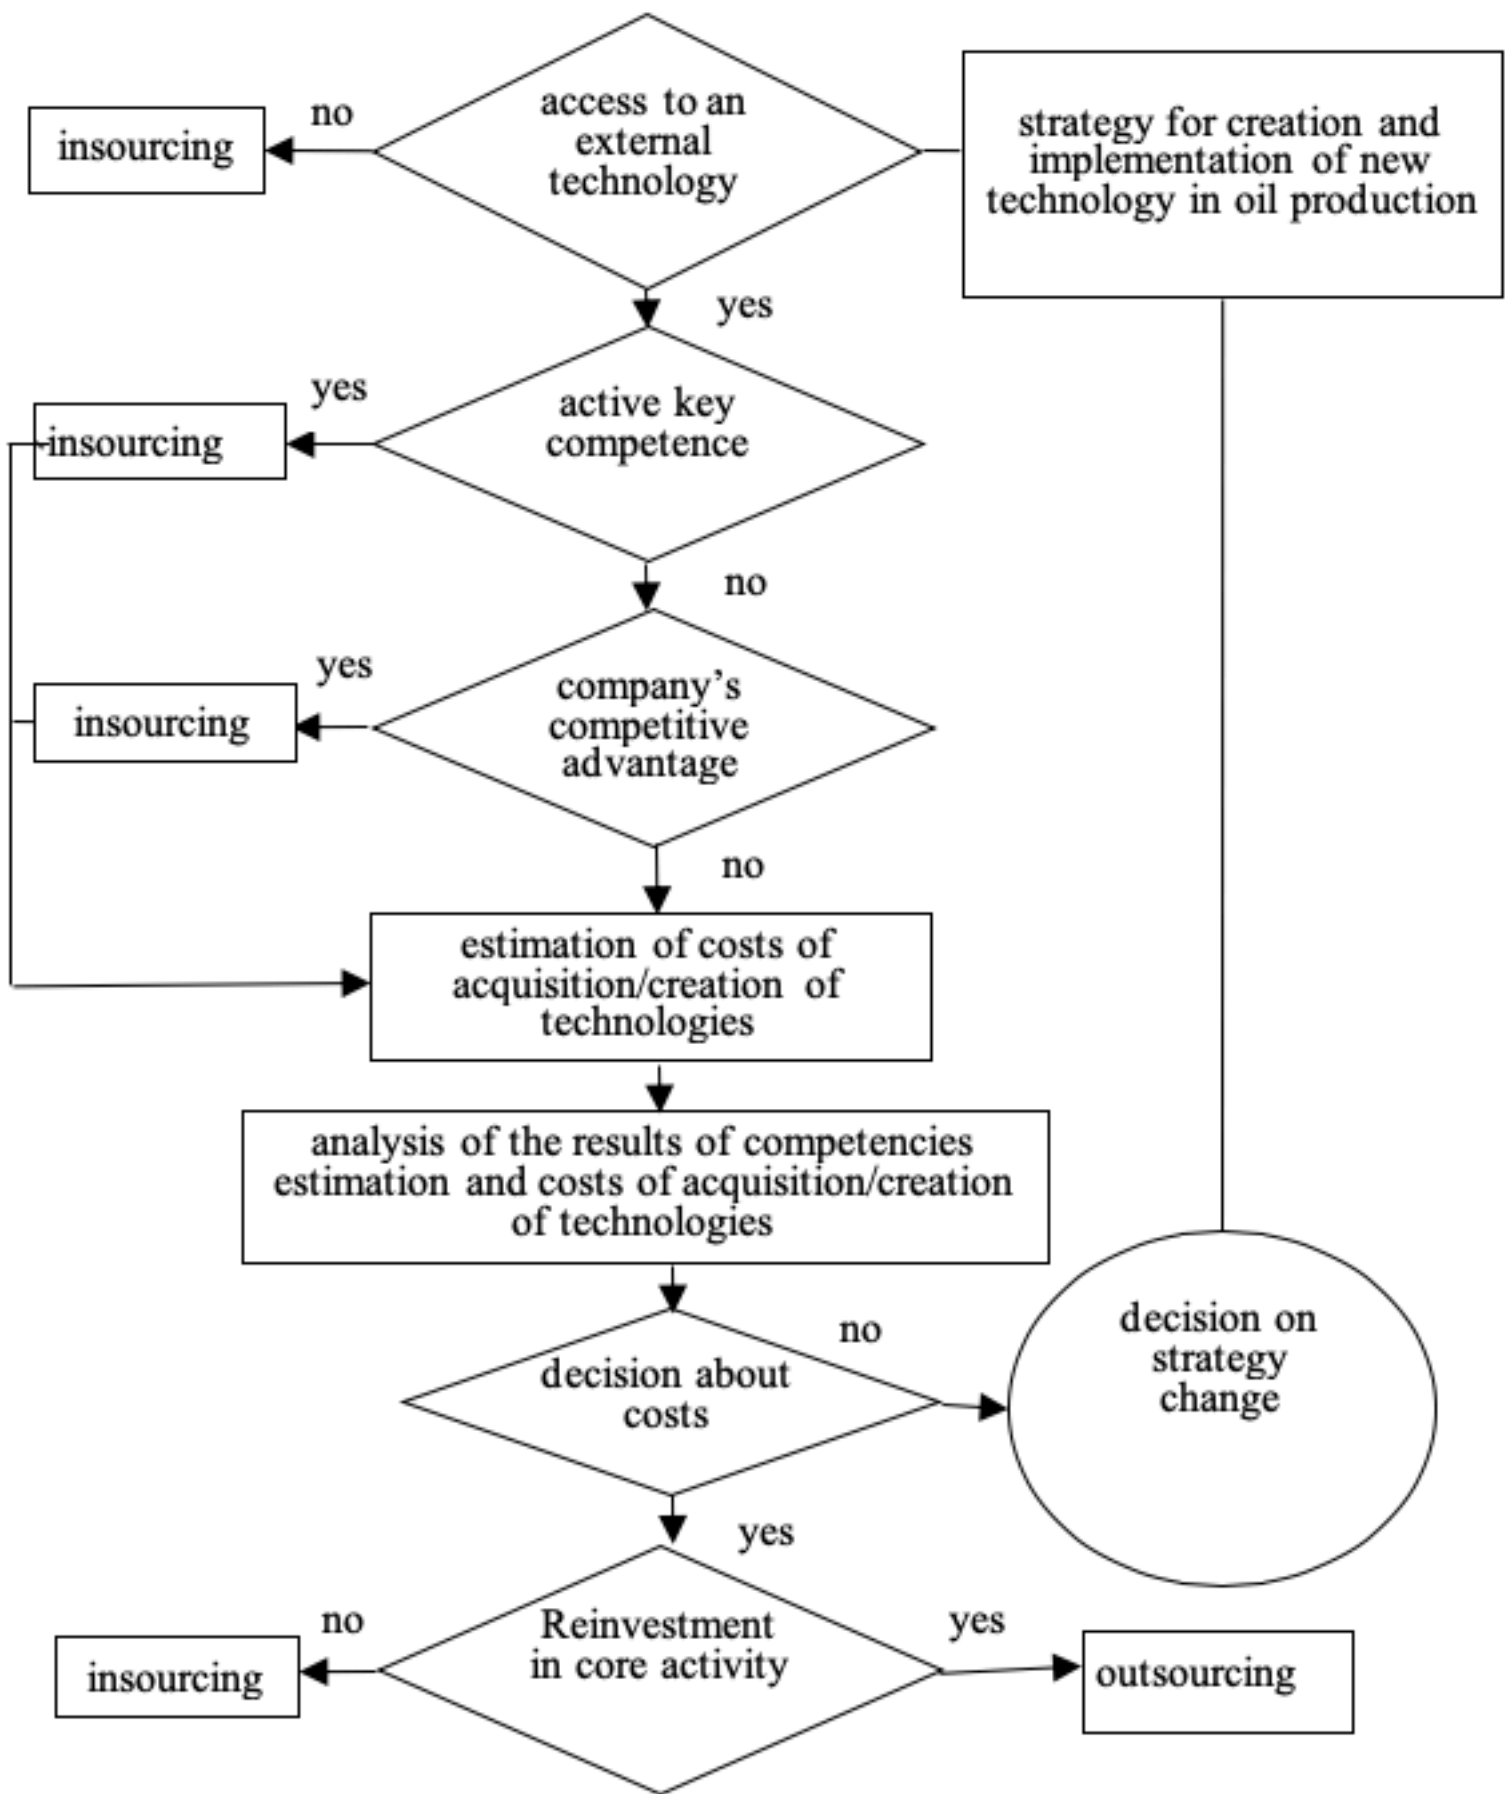 access to an
external
technology
no
insourcing
strategy for creation and
implementation of new
technology in oil production
yes
active key
competence
yes
insourcing
no
company’s
competitive
advantage
yes
insourcing
no
estimation of costs of
acquisition/creation of
technologies
analysis of the results of competencies
estimation and costs of acquisition/creation
of technologies
decision about
costs
no
decision on
strategy
change
yes
Reinvestment
in core activity
no
insourcing
yes
outsourcing